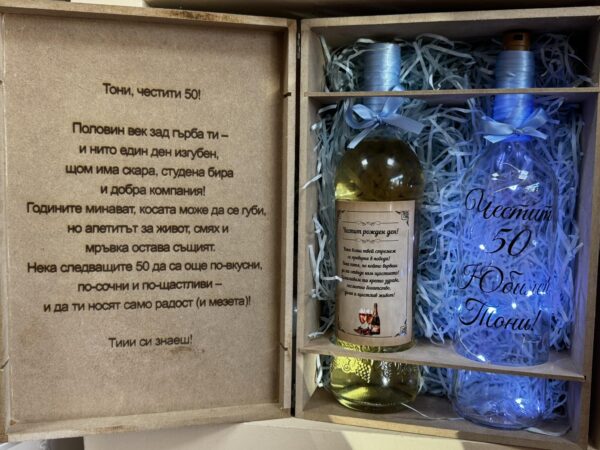 Тони, честити 50!
Половин век зад гърба ти –
и нито един ден изгубен,
щом има скара, студена бира
и добра компания!
Годините минават, косата може да се губи,
но апетитът за живот, смях и
мръвка остава същият.
Нека следващите 50 да са още по-вкусни,
по-сочни и по-щастливи –
и да ти носят само радост (и мезета)!
Тиии си знаеш!
Честит рожден ден!
Честит
50
Юбилей
Тони!